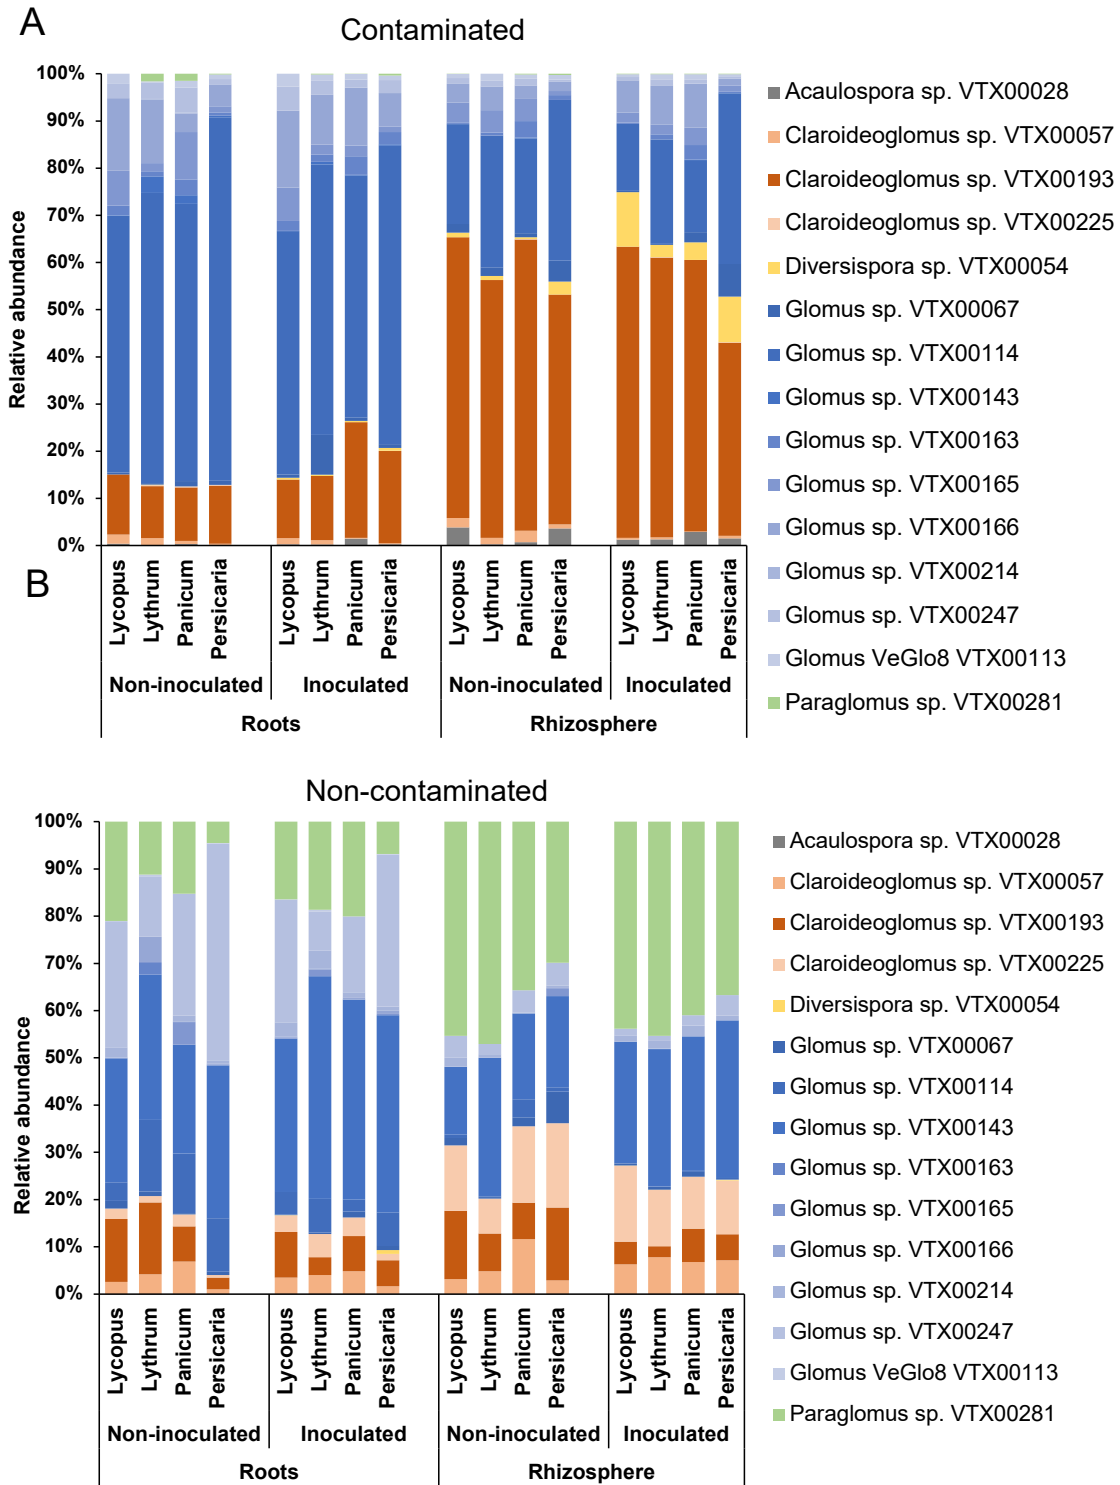 A
Contaminated
100%
90%
80%
70%
60%
50%
40%
30%
20%
10%
0%
Relative abundance
Lycopus
Lythrum
Panicum
Persicaria
Lycopus
Lythrum
Panicum
Persicaria
Lycopus
Lythrum
Panicum
Persicaria
Lycopus
Lythrum
Panicum
Persicaria
Non-inoculated
Inoculated
Non-inoculated
Inoculated
Roots
Rhizosphere
Acaulospora sp. VTX00028
Claroideoglomus sp. VTX00057
Claroideoglomus sp. VTX00193
Claroideoglomus sp. VTX00225
Diversispora sp. VTX00054
Glomus sp. VTX00067
Glomus sp. VTX00114
Glomus sp. VTX00143
Glomus sp. VTX00163
Glomus sp. VTX00165
Glomus sp. VTX00166
Glomus sp. VTX00214
Glomus sp. VTX00247
Glomus VeGlo8 VTX00113
Paraglomus sp. VTX00281
B
Non-contaminated
100%
90%
80%
70%
60%
50%
40%
30%
20%
10%
0%
Relative abundance
Lycopus
Lythrum
Panicum
Persicaria
Lycopus
Lythrum
Panicum
Persicaria
Lycopus
Lythrum
Panicum
Persicaria
Lycopus
Lythrum
Panicum
Persicaria
Non-inoculated
Inoculated
Non-inoculated
Inoculated
Roots
Rhizosphere
Acaulospora sp. VTX00028
Claroideoglomus sp. VTX00057
Claroideoglomus sp. VTX00193
Claroideoglomus sp. VTX00225
Diversispora sp. VTX00054
Glomus sp. VTX00067
Glomus sp. VTX00114
Glomus sp. VTX00143
Glomus sp. VTX00163
Glomus sp. VTX00165
Glomus sp. VTX00166
Glomus sp. VTX00214
Glomus sp. VTX00247
Glomus VeGlo8 VTX00113
Paraglomus sp. VTX00281